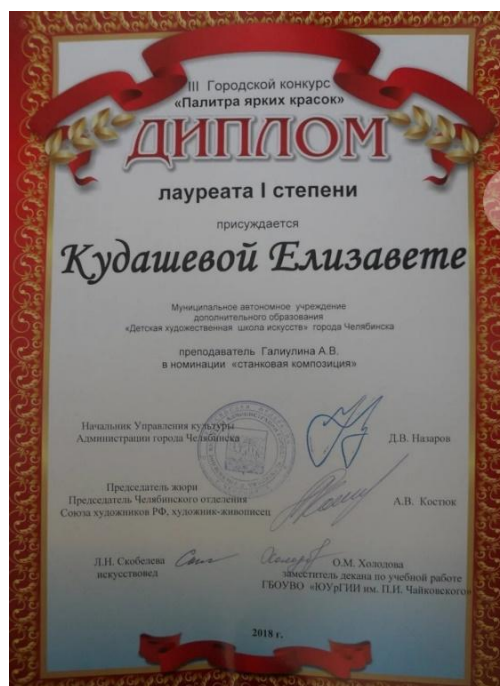 III Городской конкурс
«Палитра ярких красок»
ДИПЛОМ
лауреата I степени
присуждается
Кудашевой Елизавете
Муниципальное автономное учреждение
дополнительного образования
«Детская художественная школа искусств» города Челябинска
преподаватель Галиулина А.В.
в номинации «станковая композиция»
Начальник Управления культуры
Администрации города Челябинска
Д.В. Назаров
Председатель жюри
Председатель Челябинского отделения
Союза художников РФ, художник-живописец
А.В. Костюк
Л.Н. Скобелева
искусствовед
О.М. Холодова
заместитель декана по учебной работе
ГБОУВО «ЮУрГИИ им. П.И. Чайковского»
2018 г.